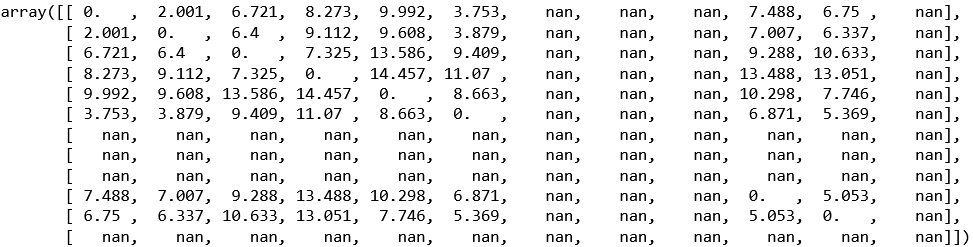 array([[ 0.   ,  2.001,  6.721,  8.273,  9.992,  3.753,    nan,    nan,    nan,  7.488,  6.75 ,    nan],
       [ 2.001,  0.   ,  6.4  ,  9.112,  9.608,  3.879,    nan,    nan,    nan,  7.007,  6.337,    nan],
       [ 6.721,  6.4  ,  0.   ,  7.325, 13.586,  9.409,    nan,    nan,    nan,  9.288, 10.633,    nan],
       [ 8.273,  9.112,  7.325,  0.   , 14.457, 11.07 ,    nan,    nan,    nan, 13.488, 13.051,    nan],
       [ 9.992,  9.608, 13.586, 14.457,  0.   ,  8.663,    nan,    nan,    nan, 10.298,  7.746,    nan],
       [ 3.753,  3.879,  9.409, 11.07 ,  8.663,  0.   ,    nan,    nan,    nan,  6.871,  5.369,    nan],
       [   nan,    nan,    nan,    nan,    nan,    nan,    nan,    nan,    nan,    nan,    nan,    nan],
       [   nan,    nan,    nan,    nan,    nan,    nan,    nan,    nan,    nan,    nan,    nan,    nan],
       [   nan,    nan,    nan,    nan,    nan,    nan,    nan,    nan,    nan,    nan,    nan,    nan],
       [ 7.488,  7.007,  9.288, 13.488, 10.298,  6.871,    nan,    nan,    nan,  0.   ,  5.053,    nan],
       [ 6.75 ,  6.337, 10.633, 13.051,  7.746,  5.369,    nan,    nan,    nan,  5.053,  0.   ,    nan],
       [   nan,    nan,    nan,    nan,    nan,    nan,    nan,    nan,    nan,    nan,    nan,    nan]])